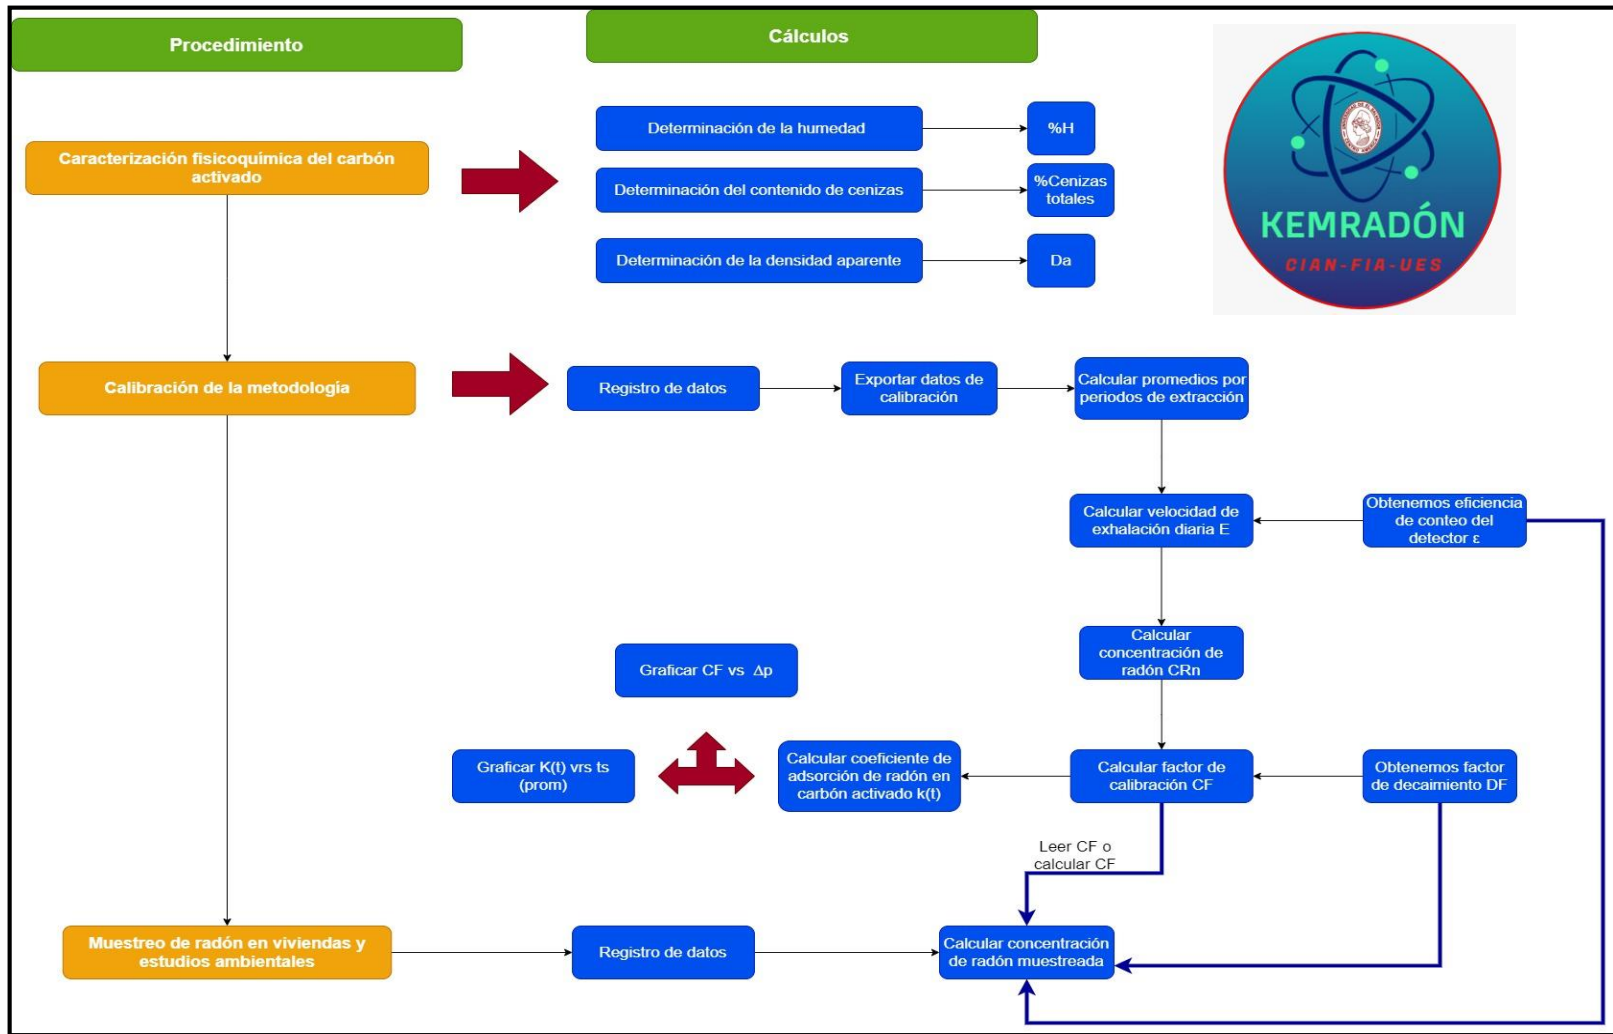 Procedimiento
Cálculos
Caracterización fisicoquímica del carbón
activado
Determinación de la humedad
%H
Determinación del contenido de cenizas
%Cenizas
totales
Determinación de la densidad aparente
Da
KEMRADÓN
CIAN-FIA-UES
Calibración de la metodología
Registro de datos
Exportar datos de
calibración
Calcular promedios por
periodos de extracción
Calcular velocidad de
exhalación diaria E
Obtenemos eficiencia
de conteo del
detector ε
Calcular
concentración de
radón CRn
Graficar CF vs Δp
Graficar K(t) vrs ts
(prom)
Calcular coeficiente de
adsorción de radón en
carbón activado k(t)
Calcular factor de
calibración CF
Obtenemos factor
de decaimiento DF
Leer CF o
calcular CF
Muestreo de radón en viviendas y
estudios ambientales
Registro de datos
Calcular concentración
de radón muestreada